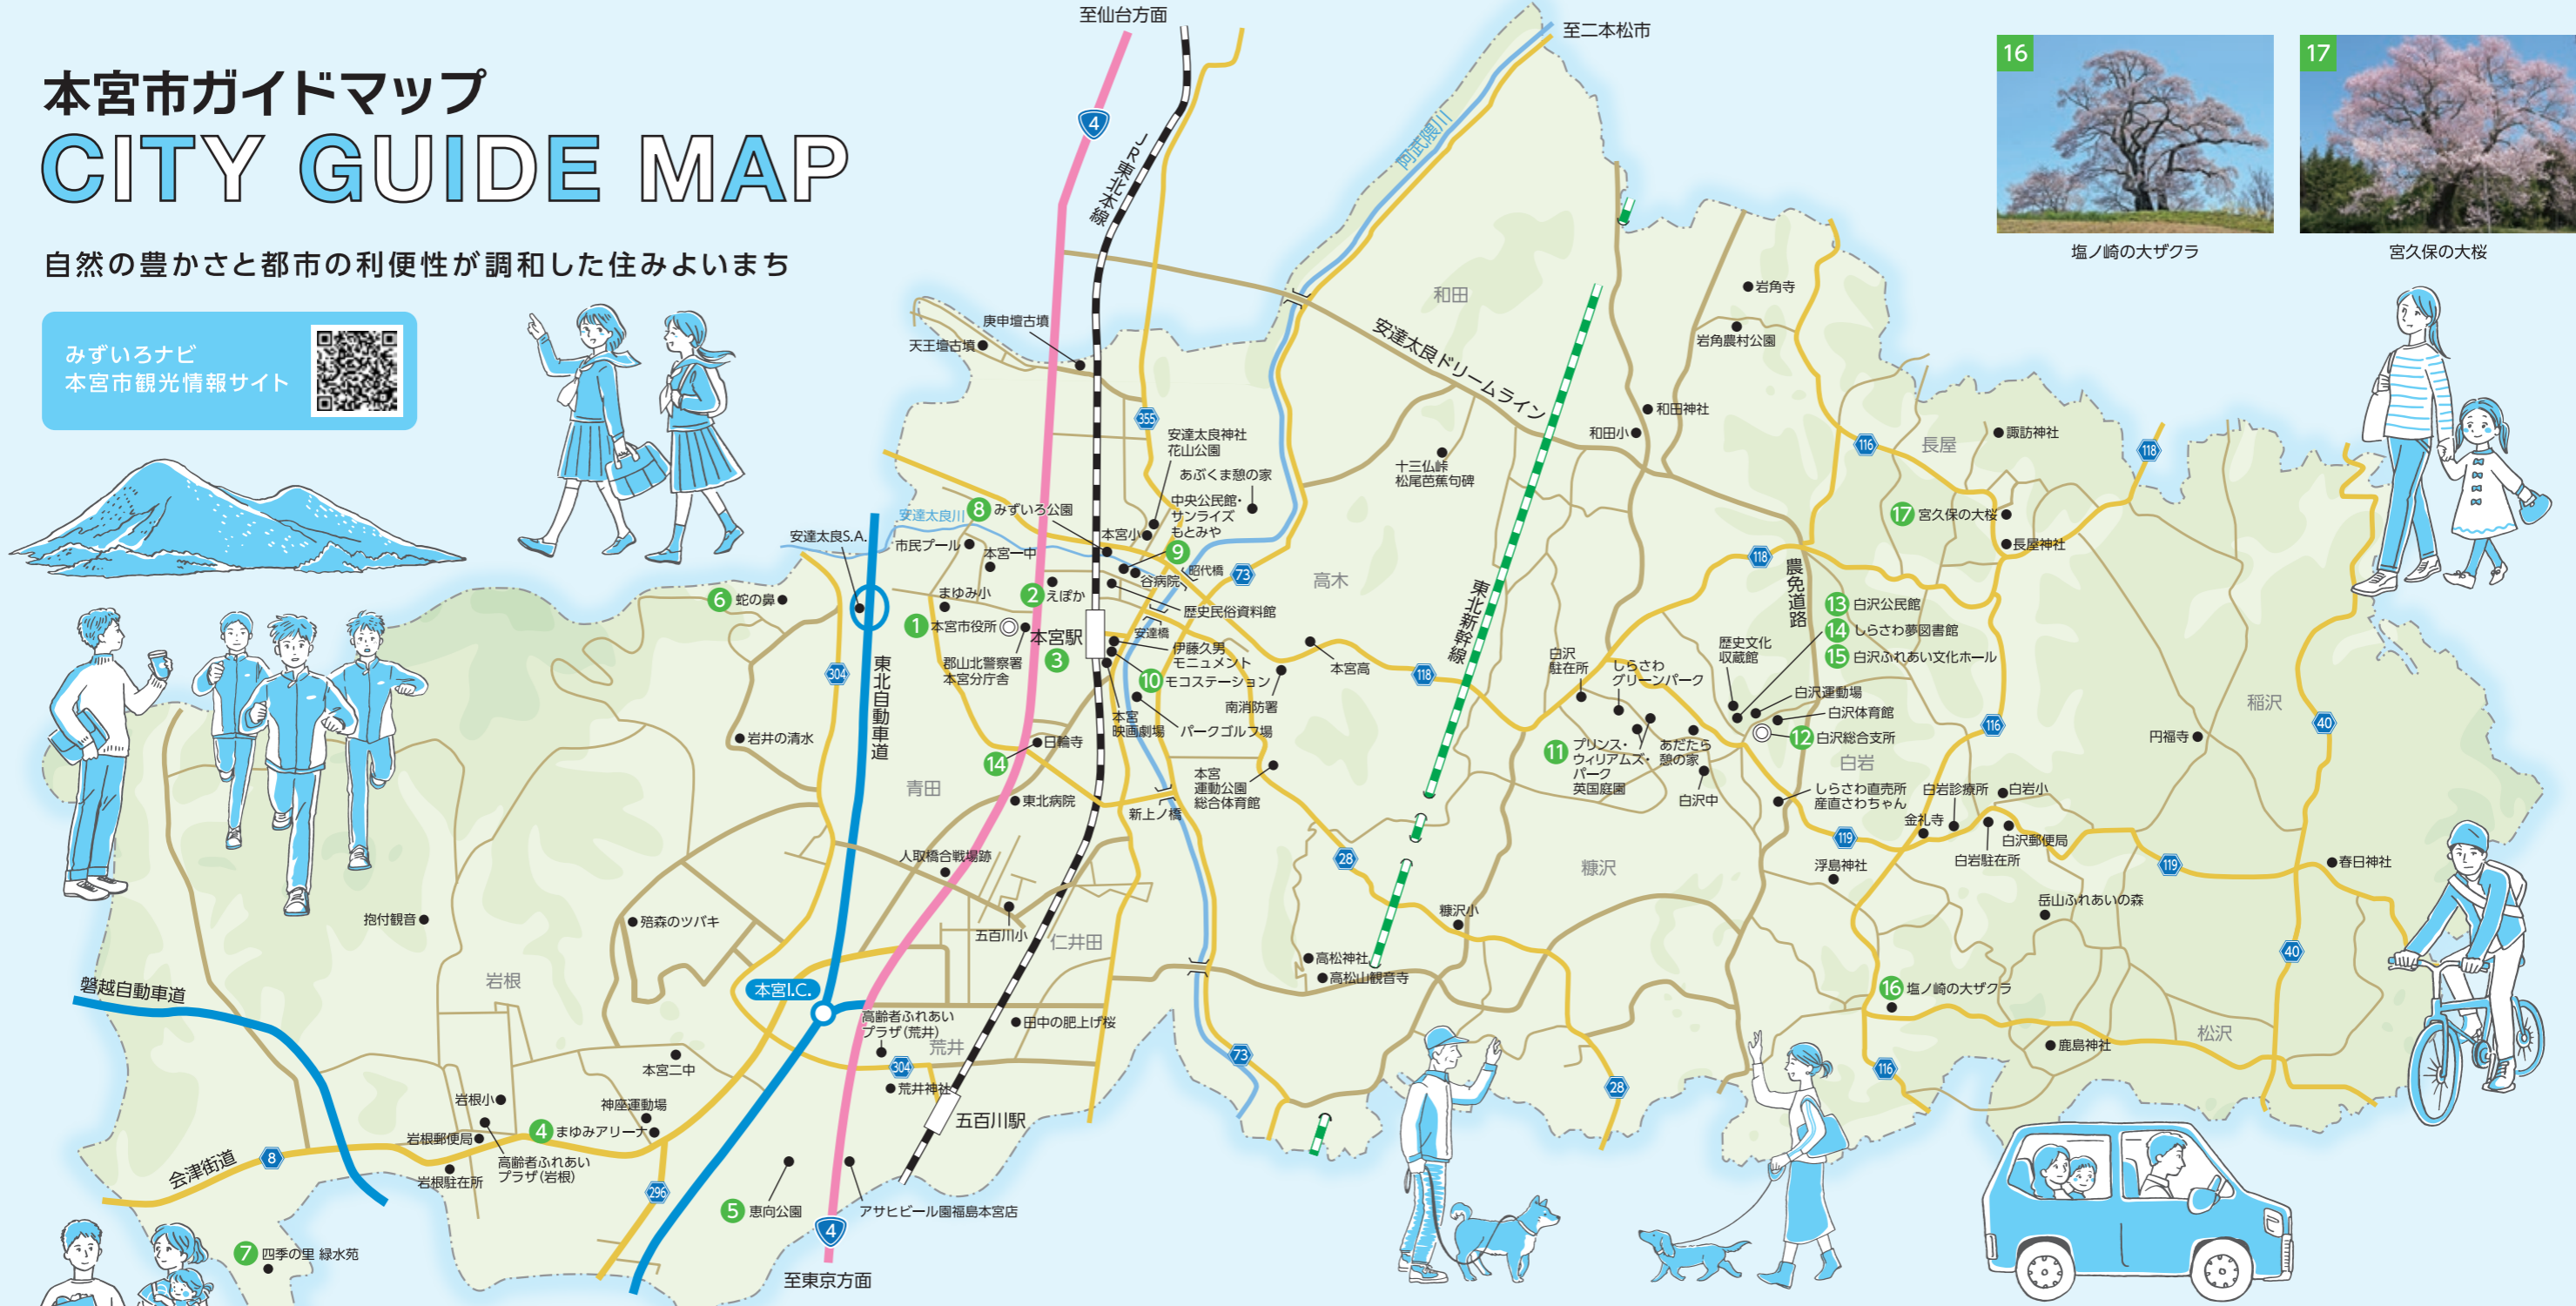 本宮市ガイドマップ
CITY GUIDE MAP
自然の豊かさと都市の利便性が調和した住みよいまち
みずいろナビ
本宮市観光情報サイト
至仙台方面
至二本松市
16
17
塩ノ崎の大ザクラ
宮久保の大桜
4
JR東北本線
阿武隈川
和田
岩角寺
岩角農村公園
庚申壇古墳
天王壇古墳
安達太良ドリームライン
355
和田神社
和田小
116
長屋
諏訪神社
118
安達太良神社
花山公園
あぶくま憩の家
十三仏峠
松尾芭蕉句碑
中央公民館・
サンライズ
もとみや
9
8 みずいろ公園
安達太良川
本宮小
17 宮久保の大桜
長屋神社
安達太良S.A.
市民プール
本宮一中
谷病院
昭代橋
73
高木
118
農免道路
東北新幹線
6 蛇の鼻
まゆみ小
2 えぽか
歴史民俗資料館
13 白沢公民館
14 しらさわ夢図書館
15 白沢ふれあい文化ホール
1 本宮市役所
本宮駅
3
安達橋
伊藤久男
モニュメント
本宮高
郡山北警察署
本宮分庁舎
10 モコステーション
南消防署
118
白沢
駐在所
しらさわ
グリーンパーク
歴史文化
収蔵館
白沢運動場
白沢体育館
12 白沢総合支所
304
東北自動車道
本宮
映画劇場
パークゴルフ場
116
稲沢
40
円福寺
岩井の清水
日輪寺
14
11 プリンス・
ウィリアムズ・
パーク
英国庭園
あだたら
憩の家
白沢中
白岩
青田
本宮
運動公園
総合体育館
東北病院
新上ノ橋
しらさわ直売所
産直さわちゃん
白岩診療所
白岩小
金礼寺
119
白沢郵便局
白岩駐在所
119
春日神社
人取橋合戦場跡
28
糠沢
浮島神社
岳山ふれあいの森
抱付観音
殕森のツバキ
五百川小
仁井田
糠沢小
40
高松神社
高松山観音寺
岩根
磐越自動車道
本宮I.C.
16 塩ノ崎の大ザクラ
高齢者ふれあい
プラザ(荒井)
荒井
田中の肥上げ桜
松沢
鹿島神社
304
73
116
28
本宮二中
荒井神社
岩根小
神座運動場
4 まゆみアリーナ
五百川駅
岩根郵便局
会津街道
8
高齢者ふれあい
プラザ(岩根)
岩根駐在所
296
5 恵向公園
アサヒビール園福島本宮店
4
7 四季の里 緑水苑
至東京方面